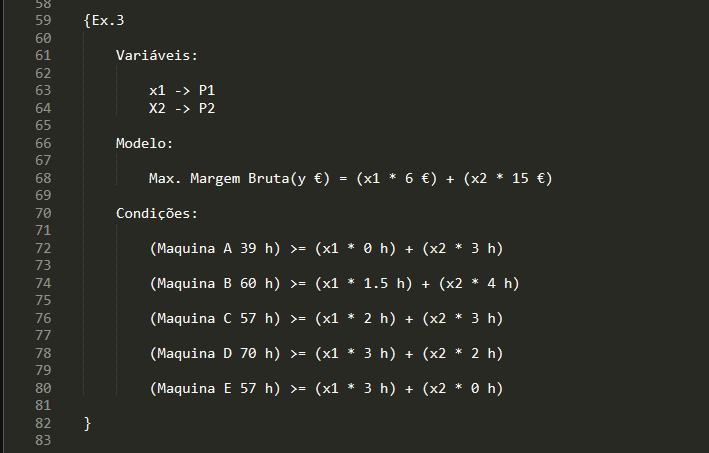 58
59 {Ex.3
60
61 Variáveis:
62
63 x1 -> P1
64 X2 -> P2
65
66 Modelo:
67
68 Max. Margem Bruta(y €) = (x1 * 6 €) + (x2 * 15 €)
69
70 Condições:
71
72 (Maquina A 39 h) >= (x1 * 0 h) + (x2 * 3 h)
73
74 (Maquina B 60 h) >= (x1 * 1.5 h) + (x2 * 4 h)
75
76 (Maquina C 57 h) >= (x1 * 2 h) + (x2 * 3 h)
77
78 (Maquina D 70 h) >= (x1 * 3 h) + (x2 * 2 h)
79
80 (Maquina E 57 h) >= (x1 * 3 h) + (x2 * 0 h)
81
82 }
83